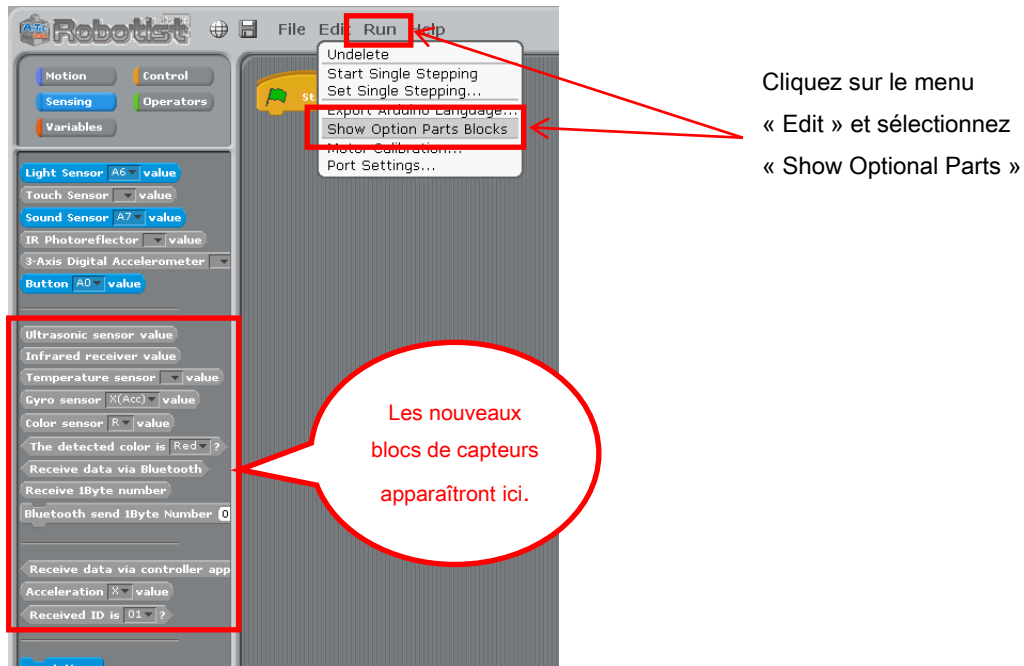 ATC Robotist File Edit Run Help
Undelete
Start Single Stepping
Set Single Stepping...
Export Arduino Language...
Show Option Parts Blocks
Motor Calibration...
Port Settings...
Motion Control
Sensing Operators
Variables
St
Light Sensor A6 value
Touch Sensor value
Sound Sensor A7 value
IR Photoreflector value
3-Axis Digital Accelerometer
Button A0 value
Ultrasonic sensor value
Infrared receiver value
Temperature sensor value
Gyro sensor X(Acc) value
Color sensor R value
The detected color is Red ?
Receive data via Bluetooth
Receive 1Byte number
Bluetooth send 1Byte Number 0
Receive data via controller app
Acceleration X value
Received ID is 01 ?
Cliquez sur le menu
« Edit » et sélectionnez
« Show Optional Parts »
Les nouveaux
blocs de capteurs
apparaîtront ici.